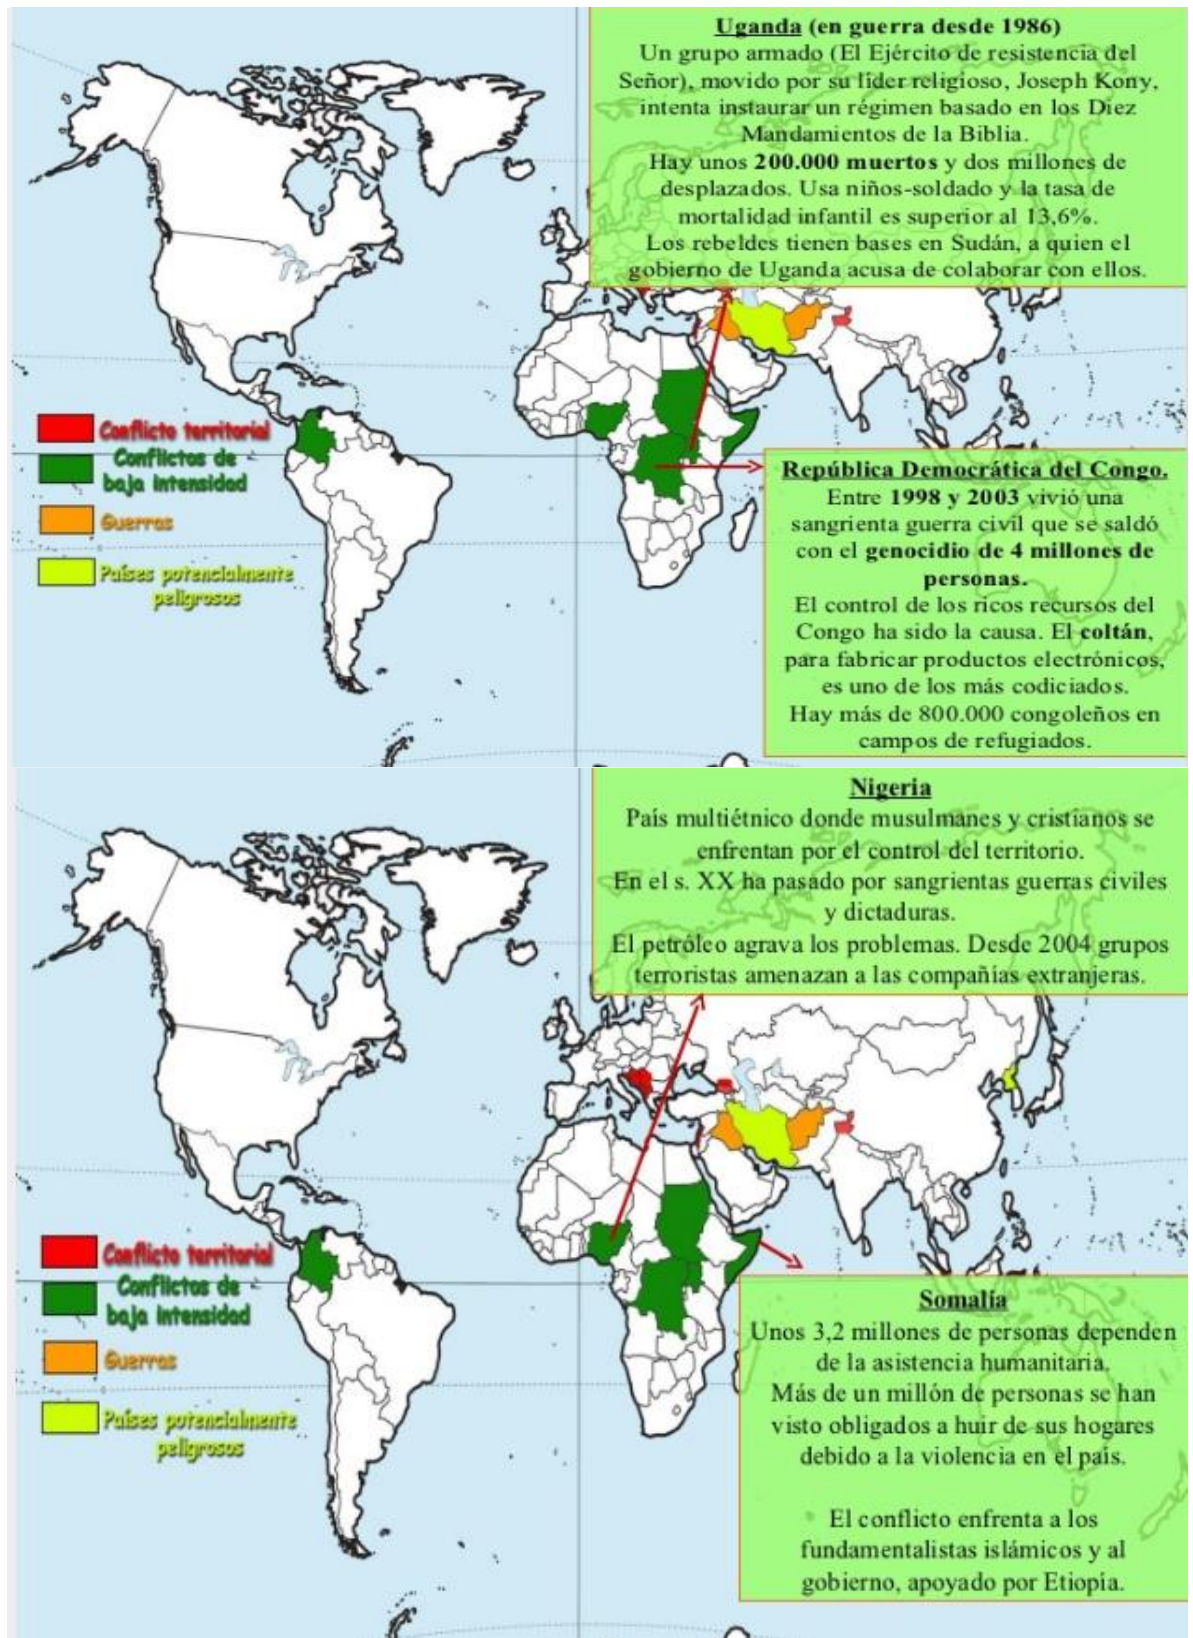 Uganda (en guerra desde 1986)
Un grupo armado (El Ejército de resistencia del
Señor), movido por su líder religioso, Joseph Kony,
intenta instaurar un régimen basado en los Diez
Mandamientos de la Biblia.
Hay unos 200.000 muertos y dos millones de
desplazados. Usa niños-soldado y la tasa de
mortalidad infantil es superior al 13,6%.
Los rebeldes tienen bases en Sudán, a quien el
gobierno de Uganda acusa de colaborar con ellos.
Conflicto territorial
Conflictos de
baja intensidad
Guerras
Países potencialmente
peligrosos
República Democrática del Congo.
Entre 1998 y 2003 vivió una
sangrienta guerra civil que se saldó
con el genocidio de 4 millones de
personas.
El control de los ricos recursos del
Congo ha sido la causa. El coltán,
para fabricar productos electrónicos,
es uno de los más codiciados.
Hay más de 800.000 congoleños en
campos de refugiados.
Nigeria
País multiétnico donde musulmanes y cristianos se
enfrentan por el control del territorio.
En el s. XX ha pasado por sangrientas guerras civiles
y dictaduras.
El petróleo agrava los problemas. Desde 2004 grupos
terroristas amenazan a las compañías extranjeras.
Conflicto territorial
Conflictos de
baja intensidad
Guerras
Países potencialmente
peligrosos
Somalía
Unos 3,2 millones de personas dependen
de la asistencia humanitaria.
Más de un millón de personas se han
visto obligados a huir de sus hogares
debido a la violencia en el país.
El conflicto enfrenta a los
fundamentalistas islámicos y al
gobierno, apoyado por Etiopía.